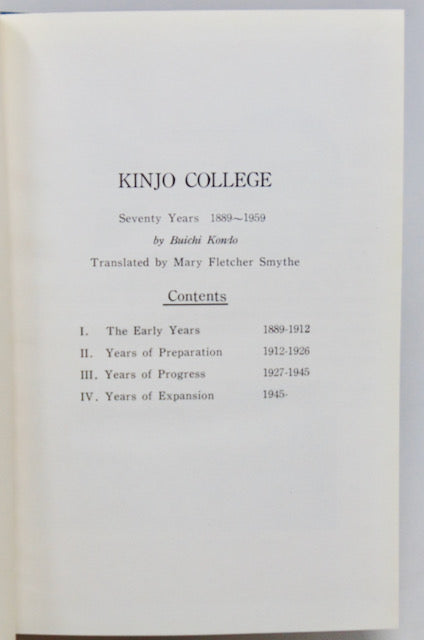 KINJO COLLEGE
Seventy Years 1889~1959
by Buichi Kondo
Translated by Mary Fletcher Smythe
Contents
I. The Early Years 1889-1912
II. Years of Preparation 1912-1926
III. Years of Progress 1927-1945
IV. Years of Expansion 1945-